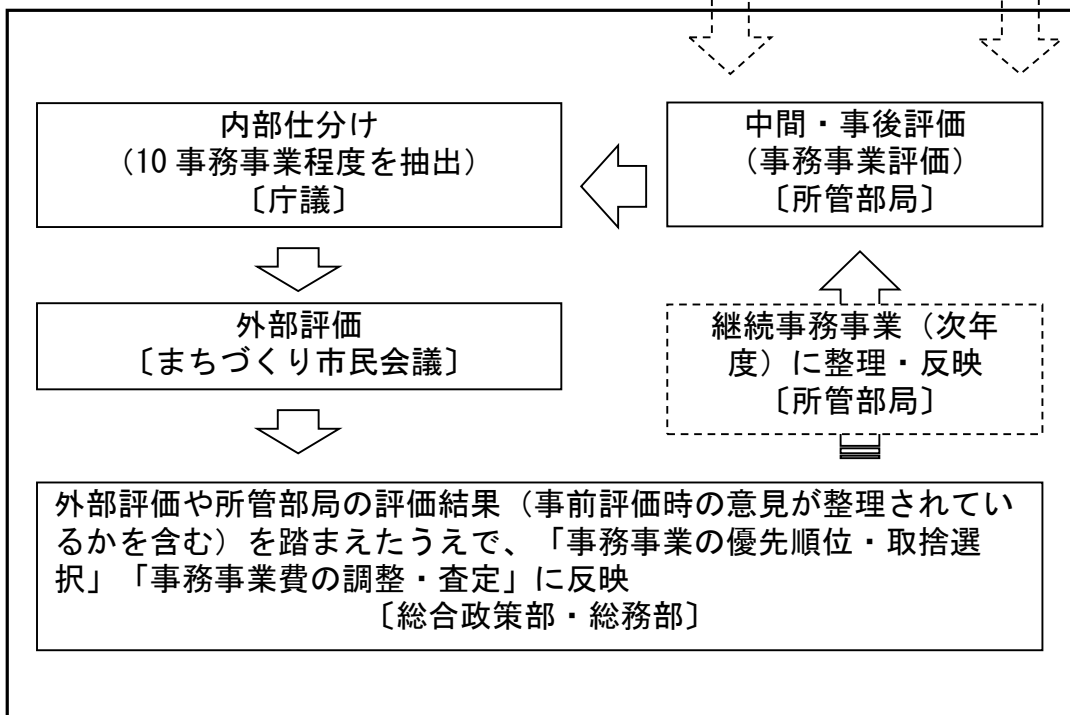 内部仕分け
（10 事務事業程度を抽出）
〔庁議〕
中間・事後評価
（事務事業評価）
〔所管部局〕
外部評価
〔まちづくり市民会議〕
継続事務事業（次年
度）に整理・反映
〔所管部局〕
外部評価や所管部局の評価結果（事前評価時の意見が整理されてい
るかを含む）を踏まえたうえで、「事務事業の優先順位・取捨選
択」「事務事業費の調整・査定」に反映
〔総合政策部・総務部〕